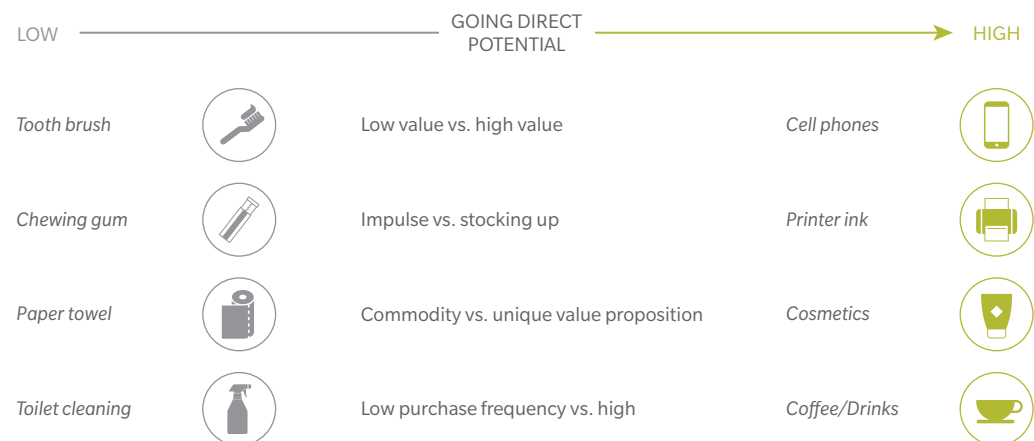 LOW
GOING DIRECT
POTENTIAL
HIGH
Tooth brush
Low value vs. high value
Cell phones
Chewing gum
Impulse vs. stocking up
Printer ink
Paper towel
Commodity vs. unique value proposition
Cosmetics
Toilet cleaning
Low purchase frequency vs. high
Coffee/Drinks